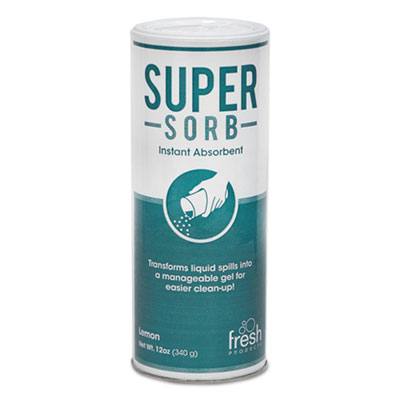 SUPER
SORB
Instant Absorbent
Transforms liquid spills into
a manageable gel for
easier clean-up!
Lemon
Net Wt. 12oz (340 g)
fresh
PRODUCTS